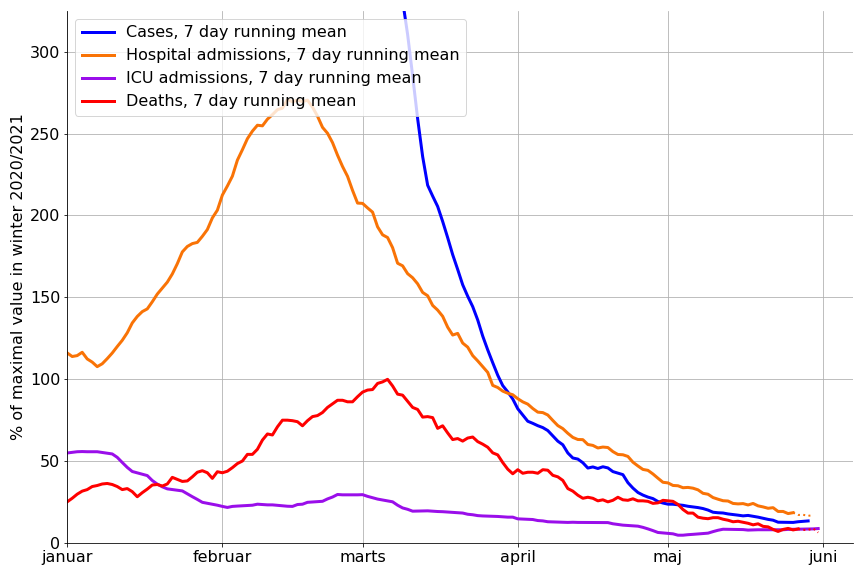 Cases, 7 day running mean
Hospital admissions, 7 day running mean
ICU admissions, 7 day running mean
Deaths, 7 day running mean
% of maximal value in winter 2020/2021
300
250
200
150
100
50
0
januar februar marts april maj juni